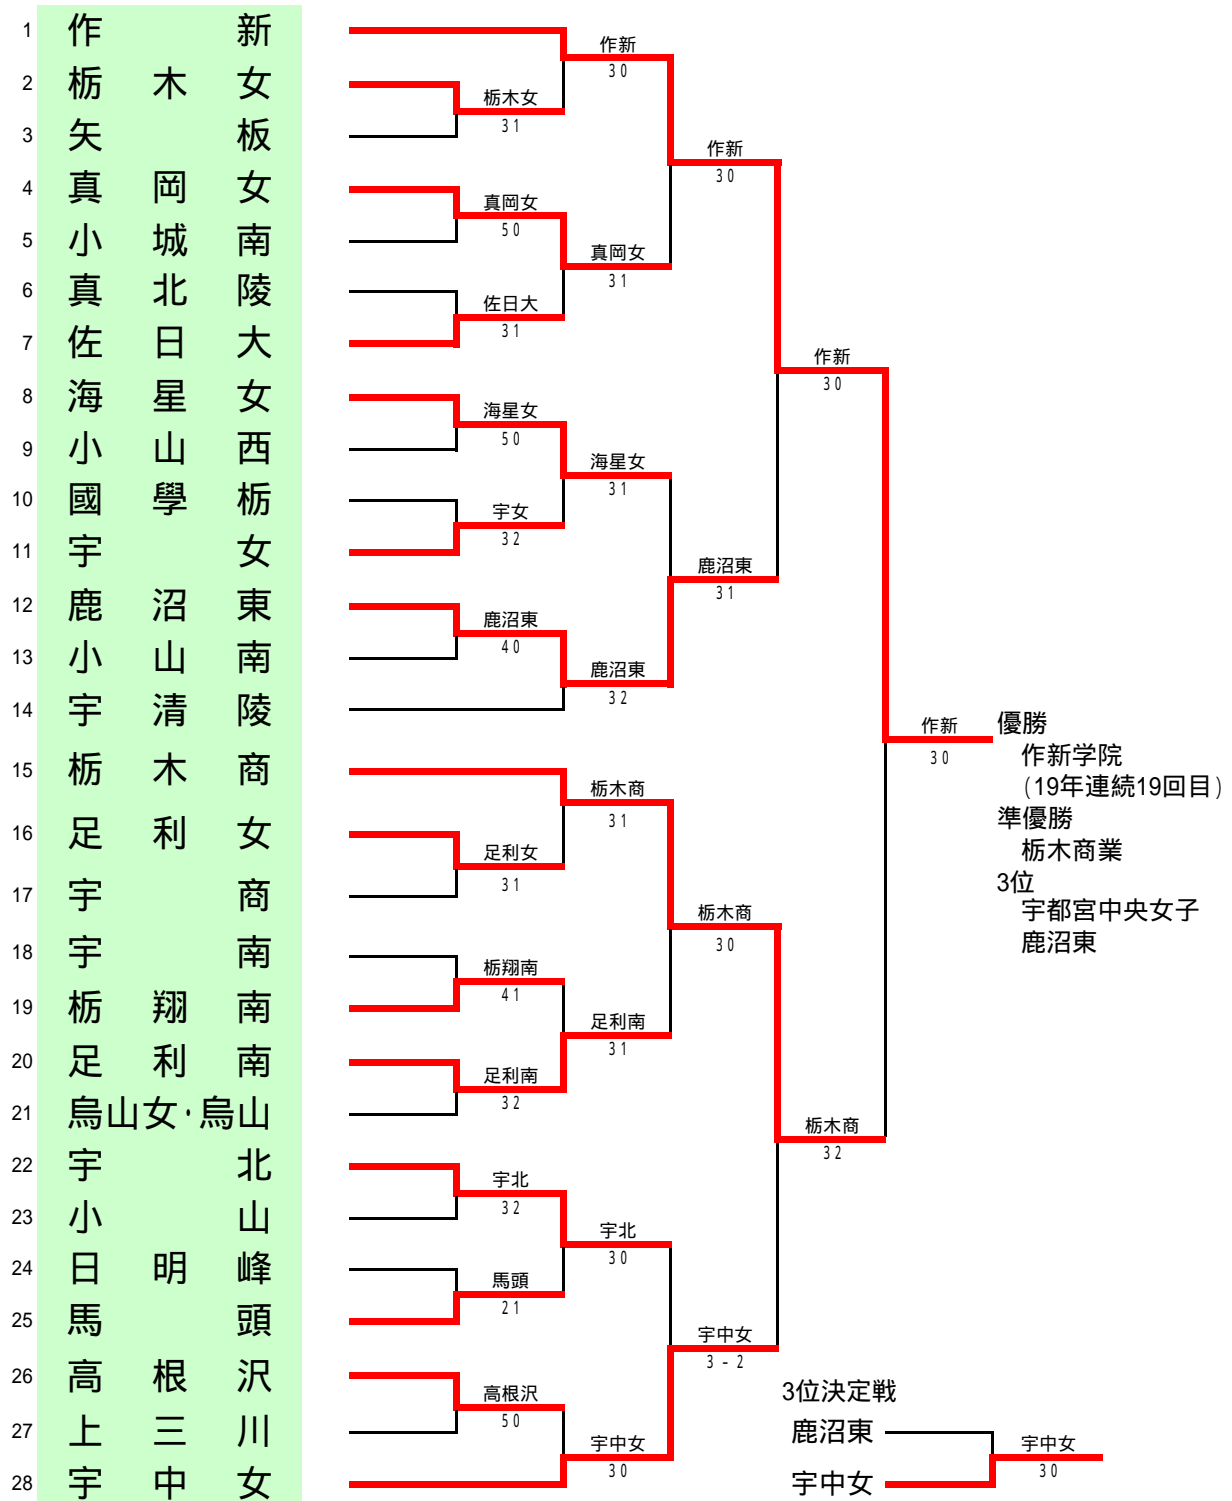 1 作新
2 栃木女
3 矢板
4 真岡女
5 小城南
6 真北陵
7 佐日大
8 海星女
9 小山西
10 國學栃
11 宇女
12 鹿沼東
13 小山南
14 宇清陵
15 栃木商
16 足利女
17 宇商
18 宇南
19 栃翔南
20 足利南
21 烏山女・烏山
22 宇北
23 小山
24 日明峰
25 馬頭
26 高根沢
27 上三川
28 宇中女
栃木女
31
真岡女
50
佐日大
31
海星女
50
宇女
32
鹿沼東
40
足利女
31
栃翔南
41
足利南
32
宇北
32
馬頭
21
高根沢
50
作新
30
真岡女
31
海星女
31
鹿沼東
32
栃木商
31
足利南
31
宇北
30
宇中女
30
作新
30
鹿沼東
31
栃木商
30
宇中女
3-2
作新
30
栃木商
32
作新
30
優勝
作新学院
(19年連続19回目)
準優勝
栃木商業
3位
宇都宮中央女子
鹿沼東
3位決定戦
鹿沼東
宇中女
宇中女
30